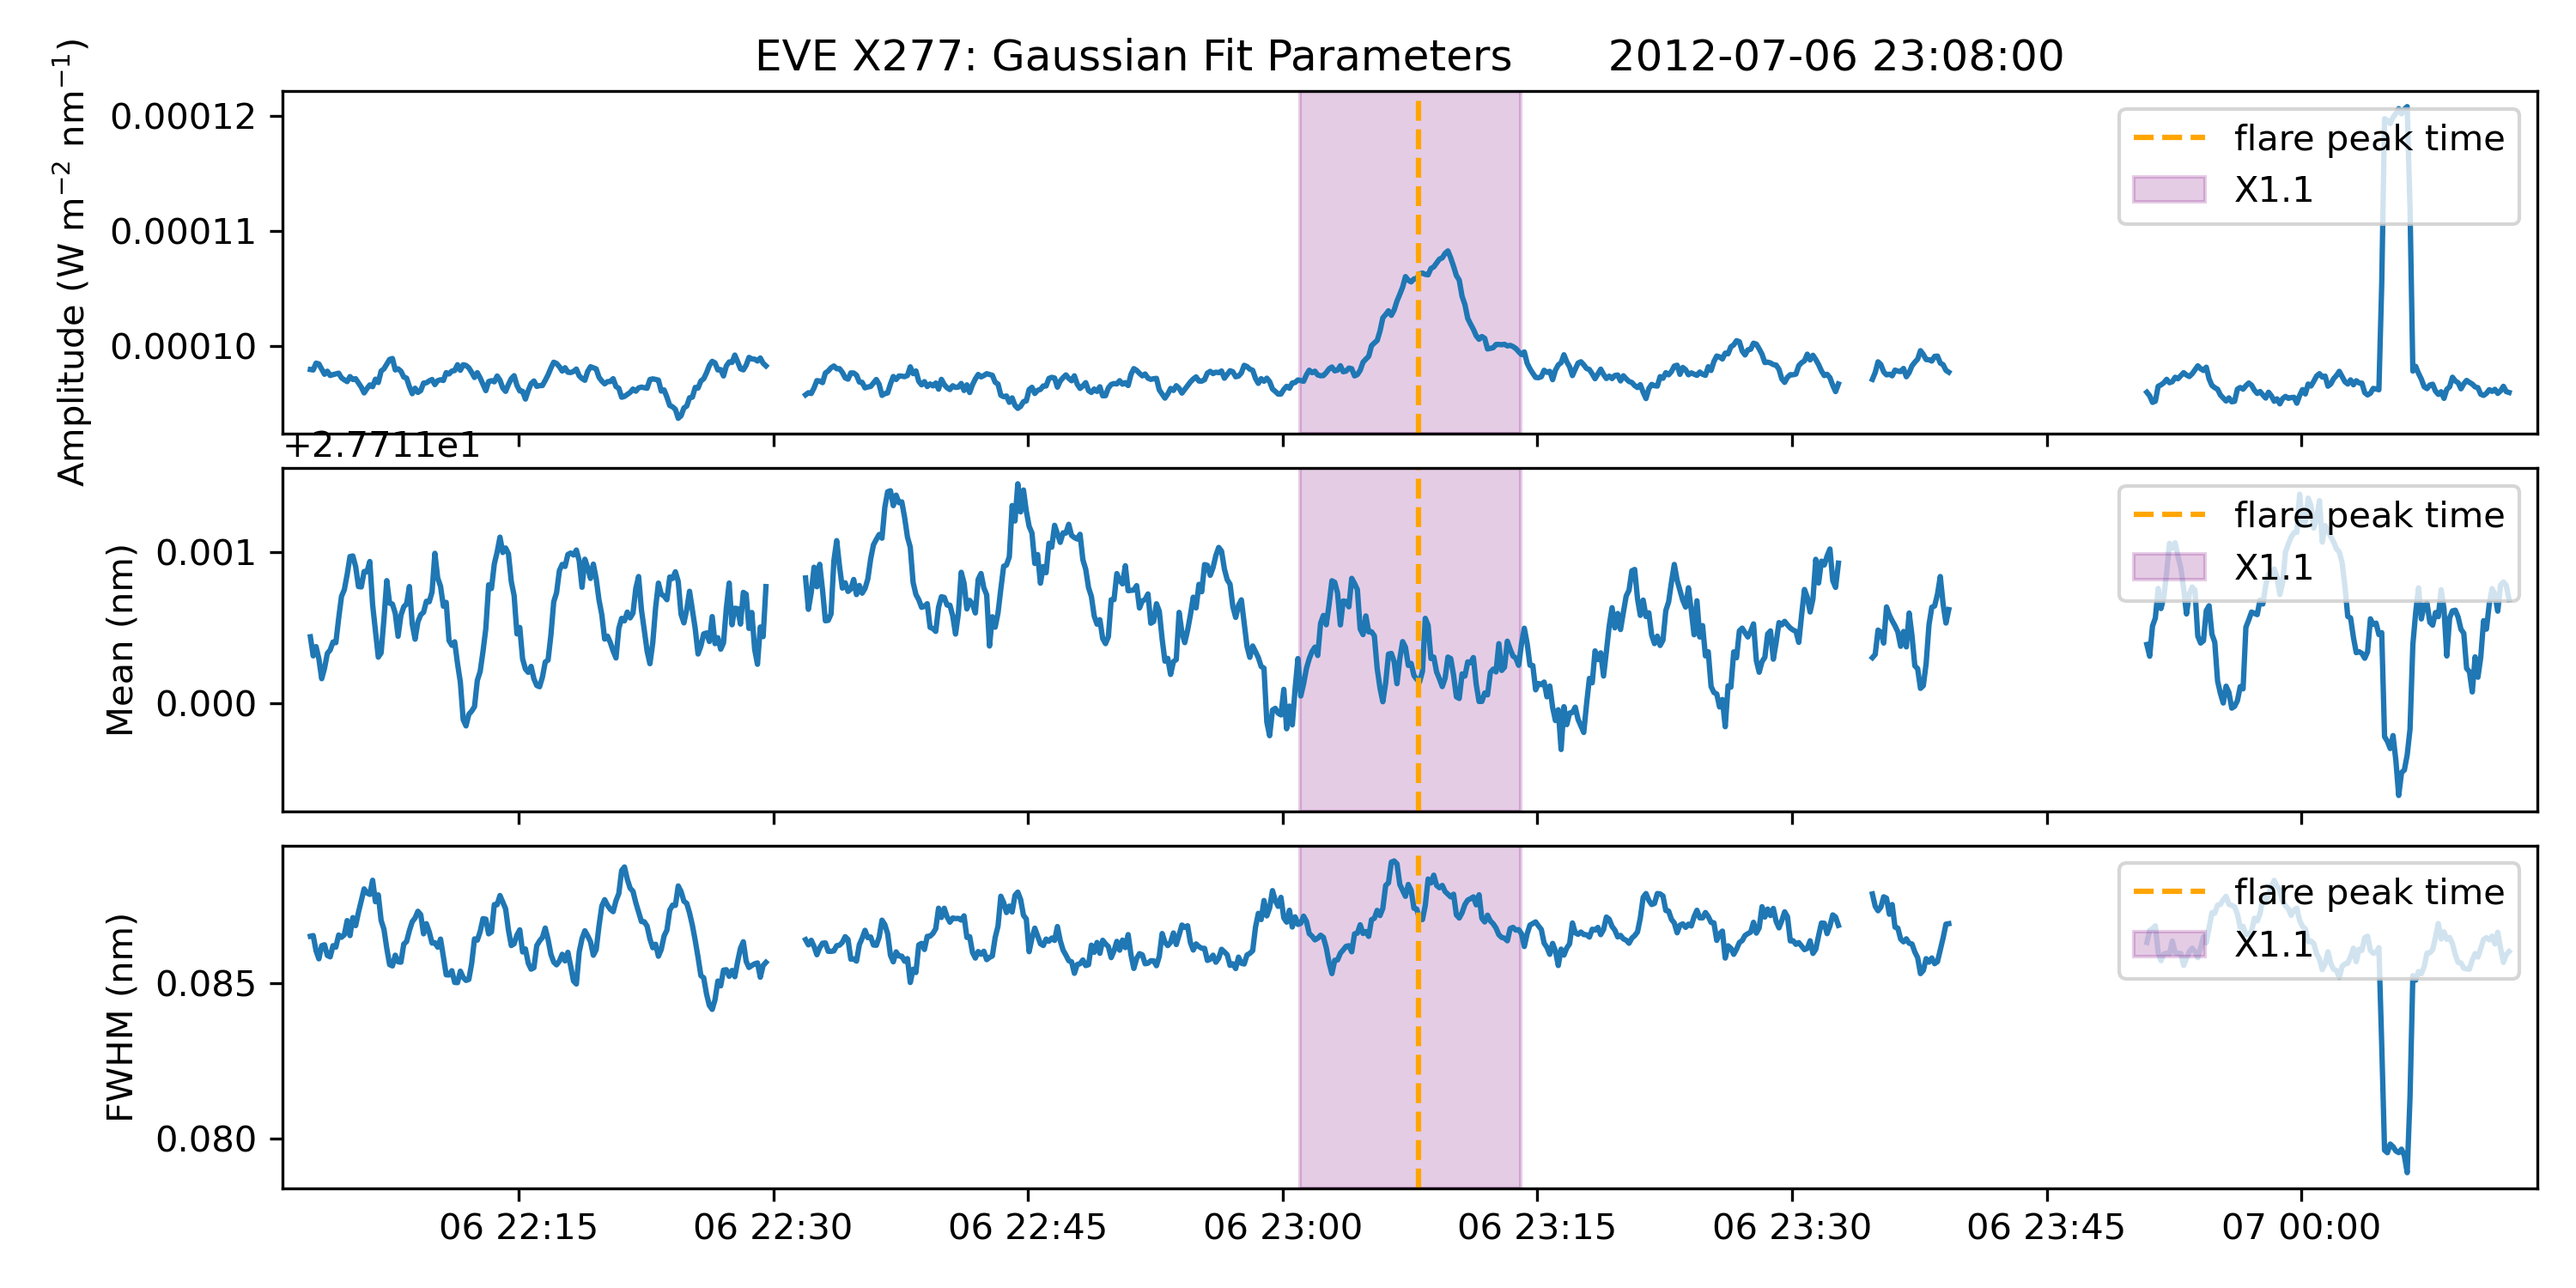 EVE X277: Gaussian Fit Parameters 2012-07-06 23:08:00
Amplitude (W m⁻² nm⁻¹)
0.00012
0.00011
0.00010
flare peak time
X1.1
+2.7711e1
Mean (nm)
0.001
0.000
flare peak time
X1.1
FWHM (nm)
0.085
0.080
flare peak time
X1.1
06 22:15 06 22:30 06 22:45 06 23:00 06 23:15 06 23:30 06 23:45 07 00:00